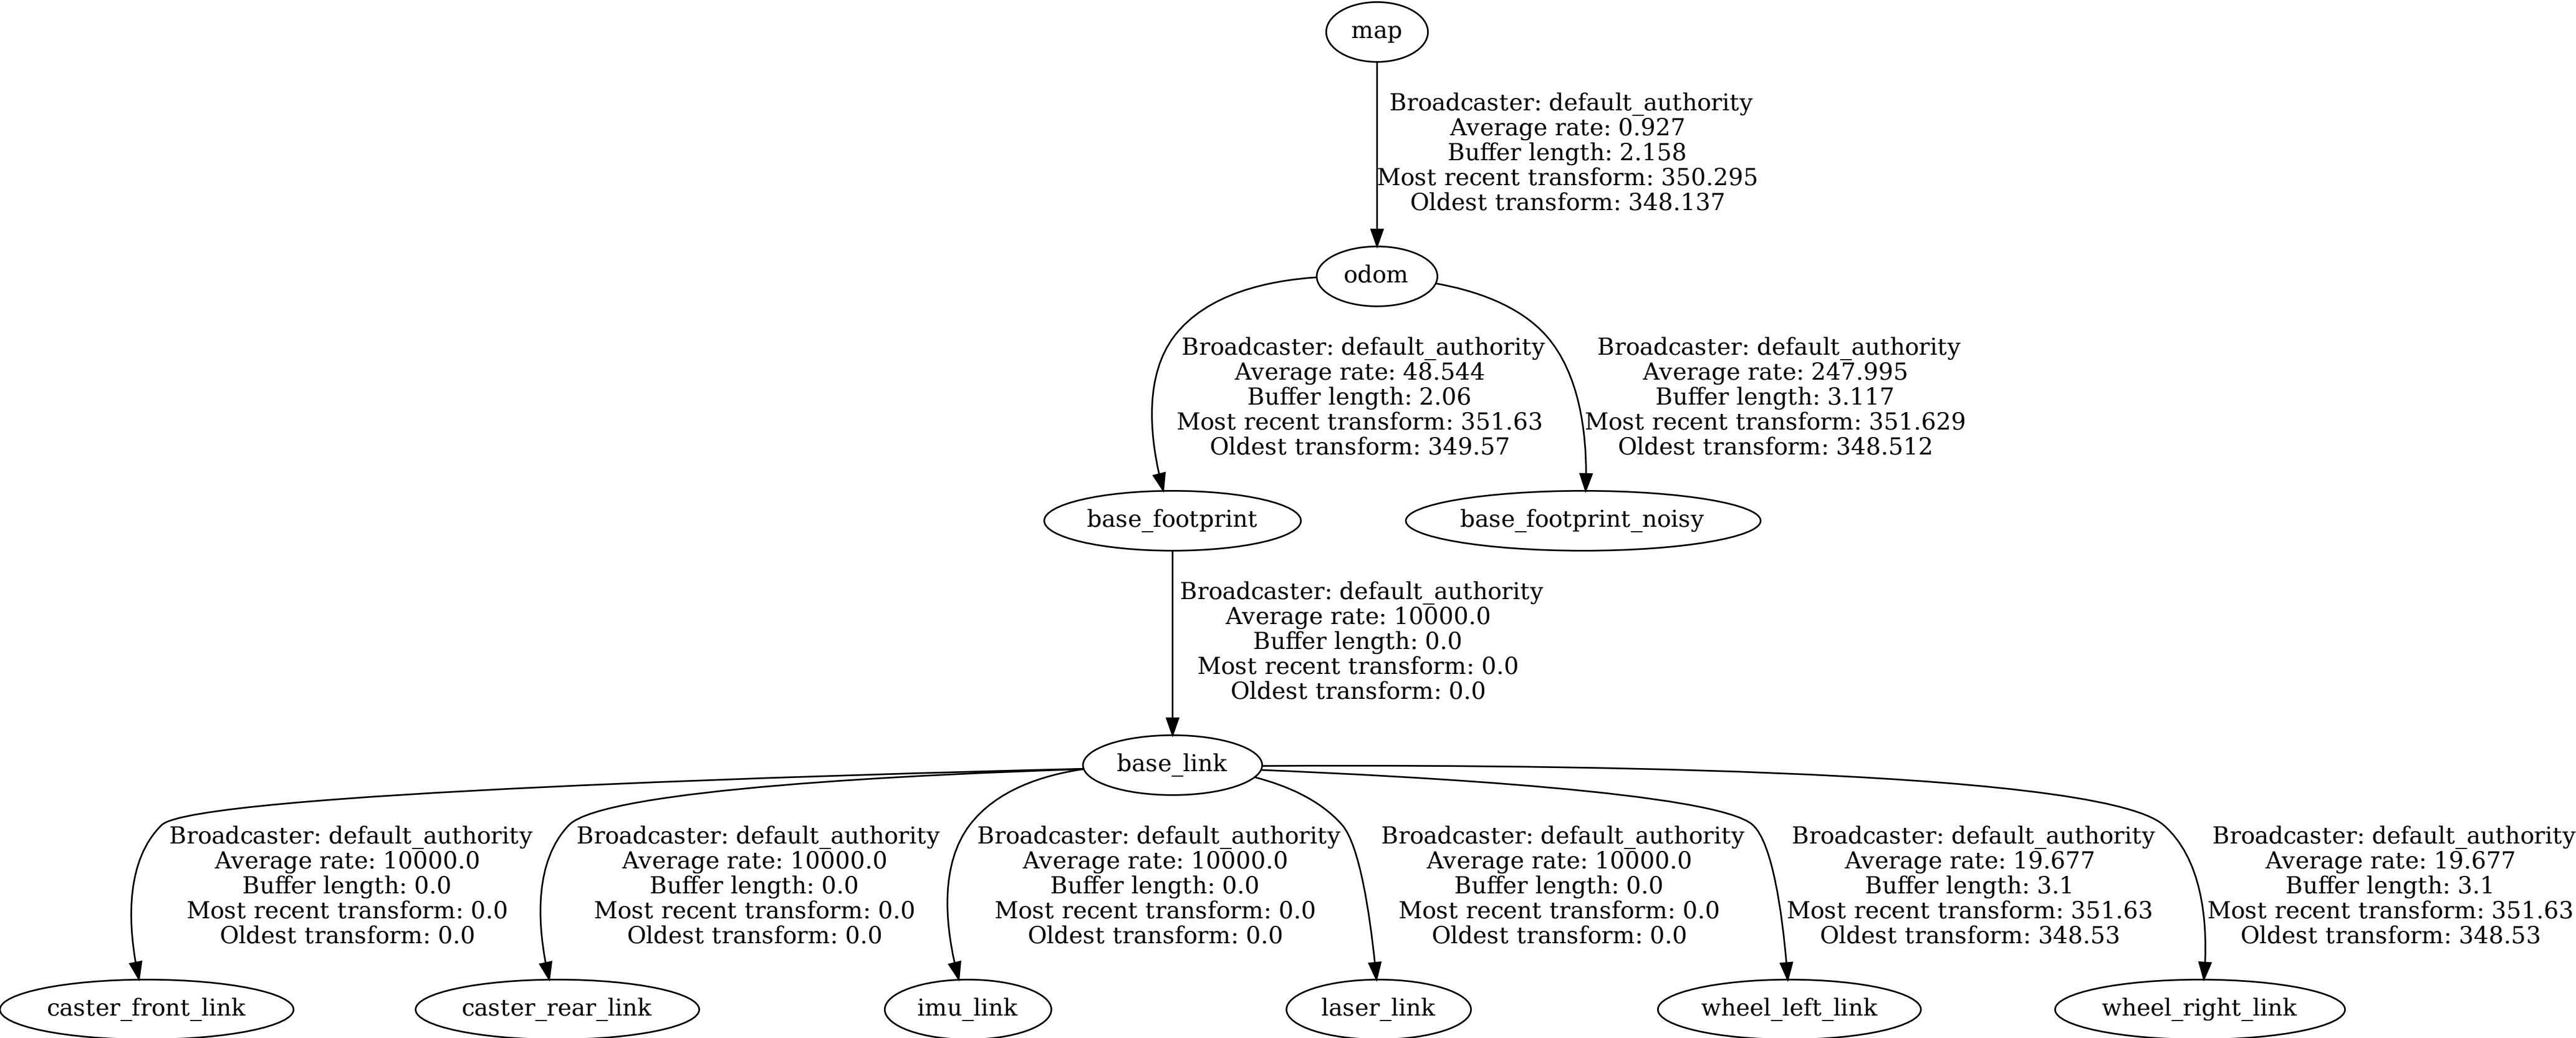 map
Broadcaster: default_authority
Average rate: 0.927
Buffer length: 2.158
Most recent transform: 350.295
Oldest transform: 348.137
odom
Broadcaster: default_authority
Average rate: 48.544
Buffer length: 2.06
Most recent transform: 351.63
Oldest transform: 349.57
Broadcaster: default_authority
Average rate: 247.995
Buffer length: 3.117
Most recent transform: 351.629
Oldest transform: 348.512
base_footprint
base_footprint_noisy
Broadcaster: default_authority
Average rate: 10000.0
Buffer length: 0.0
Most recent transform: 0.0
Oldest transform: 0.0
base_link
Broadcaster: default_authority
Average rate: 10000.0
Buffer length: 0.0
Most recent transform: 0.0
Oldest transform: 0.0
Broadcaster: default_authority
Average rate: 10000.0
Buffer length: 0.0
Most recent transform: 0.0
Oldest transform: 0.0
Broadcaster: default_authority
Average rate: 10000.0
Buffer length: 0.0
Most recent transform: 0.0
Oldest transform: 0.0
Broadcaster: default_authority
Average rate: 10000.0
Buffer length: 0.0
Most recent transform: 0.0
Oldest transform: 0.0
Broadcaster: default_authority
Average rate: 19.677
Buffer length: 3.1
Most recent transform: 351.63
Oldest transform: 348.53
Broadcaster: default_authority
Average rate: 19.677
Buffer length: 3.1
Most recent transform: 351.63
Oldest transform: 348.53
caster_front_link
caster_rear_link
imu_link
laser_link
wheel_left_link
wheel_right_link